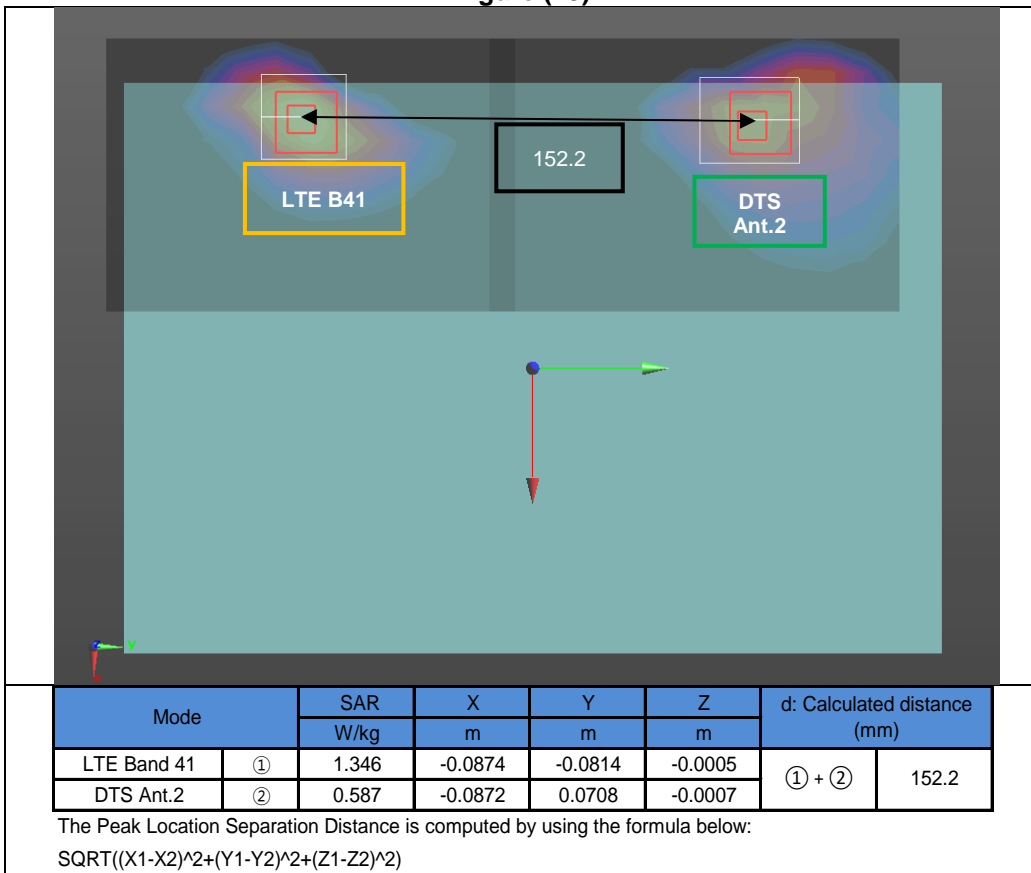 152.2
LTE B41
DTS
Ant.2
Y
Mode SAR X Y Z d: Calculated distance
(mm)
W/kg m m m
LTE Band 41 ① 1.346 -0.0874 -0.0814 -0.0005 ① + ② 152.2
DTS Ant.2 ② 0.587 -0.0872 0.0708 -0.0007
The Peak Location Separation Distance is computed by using the formula below:
SQRT((X1-X2)^2+(Y1-Y2)^2+(Z1-Z2)^2)